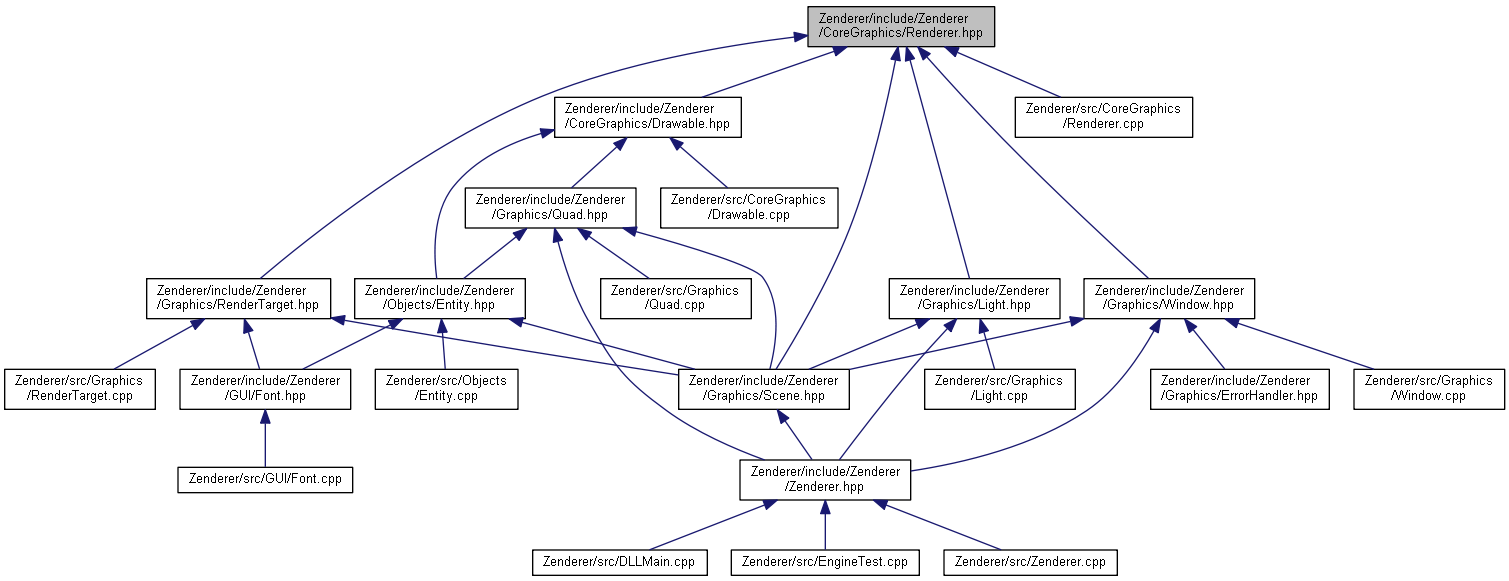 Zenderer/include/Zenderer
/CoreGraphics/Renderer.hpp
Zenderer/include/Zenderer
/CoreGraphics/Drawable.hpp
Zenderer/src/CoreGraphics
/Renderer.cpp
Zenderer/include/Zenderer
/Graphics/Quad.hpp
Zenderer/src/CoreGraphics
/Drawable.cpp
Zenderer/include/Zenderer
/Graphics/RenderTarget.hpp
Zenderer/include/Zenderer
/Objects/Entity.hpp
Zenderer/src/Graphics
/Quad.cpp
Zenderer/include/Zenderer
/Graphics/Light.hpp
Zenderer/include/Zenderer
/Graphics/Window.hpp
Zenderer/src/Graphics
/RenderTarget.cpp
Zenderer/include/Zenderer
/GUI/Font.hpp
Zenderer/src/Objects
/Entity.cpp
Zenderer/include/Zenderer
/Graphics/Scene.hpp
Zenderer/src/Graphics
/Light.cpp
Zenderer/include/Zenderer
/Graphics/ErrorHandler.hpp
Zenderer/src/Graphics
/Window.cpp
Zenderer/src/GUI/Font.cpp
Zenderer/include/Zenderer
/Zenderer.hpp
Zenderer/src/DLLMain.cpp
Zenderer/src/EngineTest.cpp
Zenderer/src/Zenderer.cpp